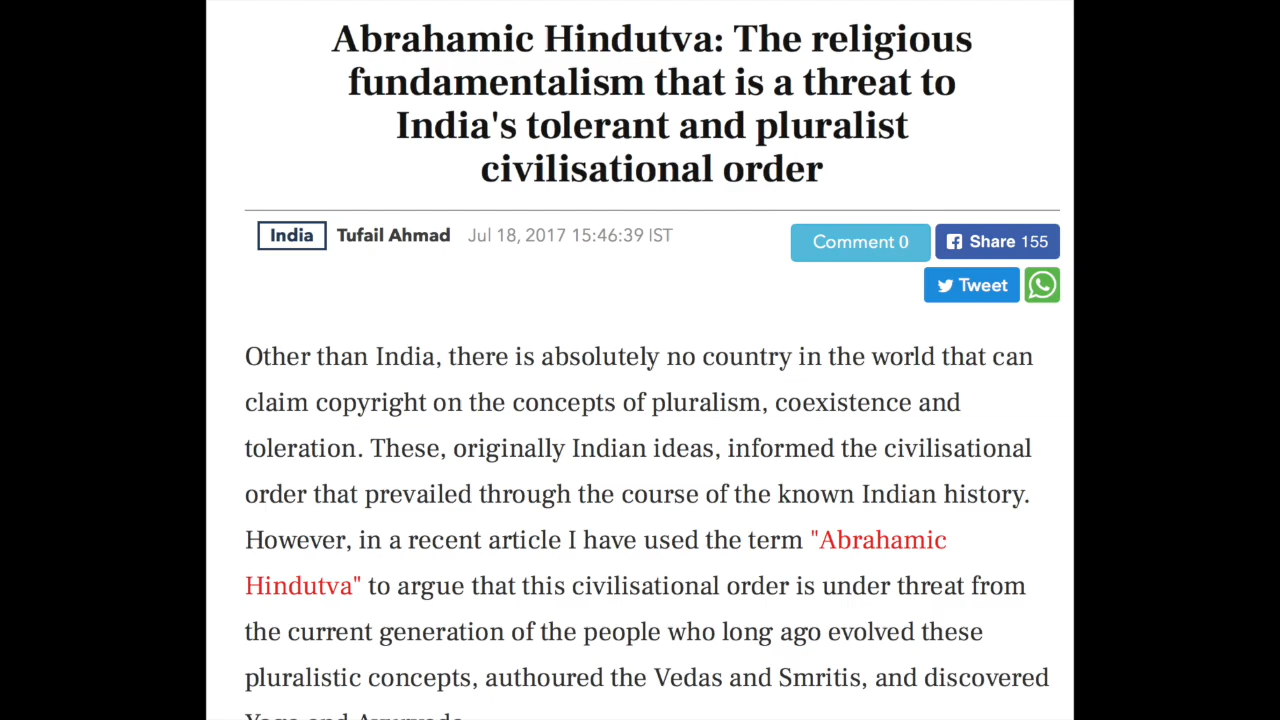 Abrahamic Hindutva: The religious
fundamentalism that is a threat to
India's tolerant and pluralist
civilisational order
India Tufail Ahmad Jul 18, 2017 15:46:39 IST
Comment 0 Share 155
Tweet
Other than India, there is absolutely no country in the world that can
claim copyright on the concepts of pluralism, coexistence and
toleration. These, originally Indian ideas, informed the civilisational
order that prevailed through the course of the known Indian history.
However, in a recent article I have used the term "Abrahamic
Hindutva" to argue that this civilisational order is under threat from
the current generation of the people who long ago evolved these
pluralistic concepts, authoured the Vedas and Smritis, and discovered
Yoga and Ayurveda